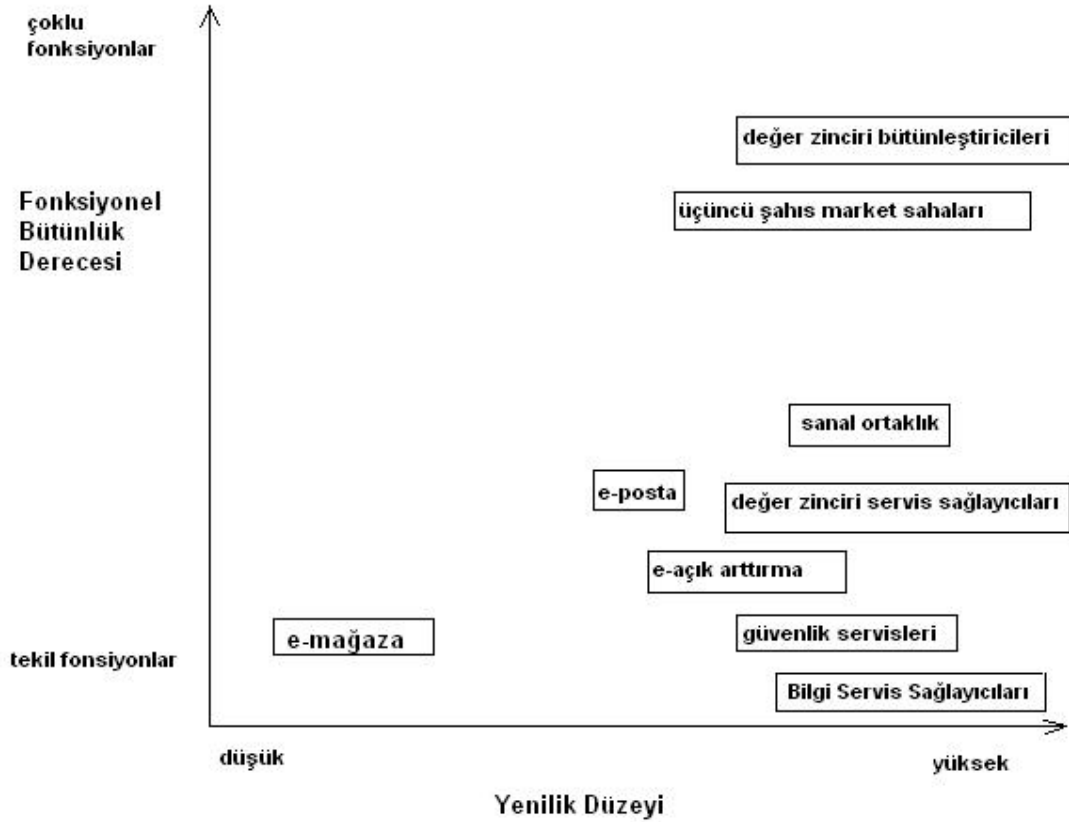 çoklu
fonksiyonlar
değer zinciri bütünleştiricileri
Fonksiyonel
Bütünlük
Derecesi
üçüncü şahıs market sahaları
sanal ortaklık
e-posta
değer zinciri servis sağlayıcıları
e-açık arttırma
e-mağaza
güvenlik servisleri
tekil fonsiyonlar
Bilgi Servis Sağlayıcıları
düşük
yüksek
Yenilik Düzeyi